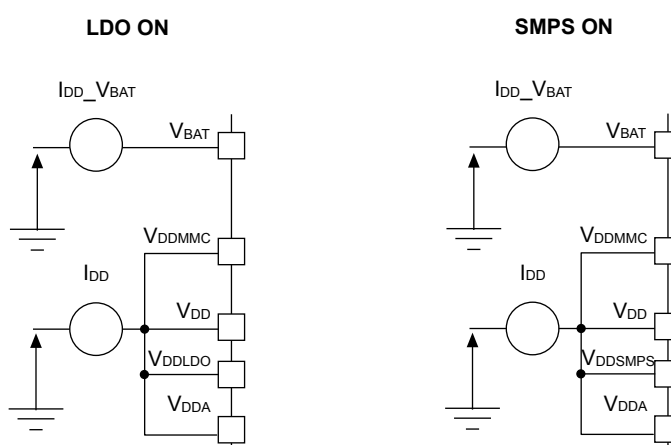 LDO ON
IDD_VBAT
VBAT
VDDMMC
IDD
VDD
VDDLDO
VDDA
SMPS ON
IDD_VBAT
VBAT
VDDMMC
IDD
VDD
VDDSMPS
VDDA